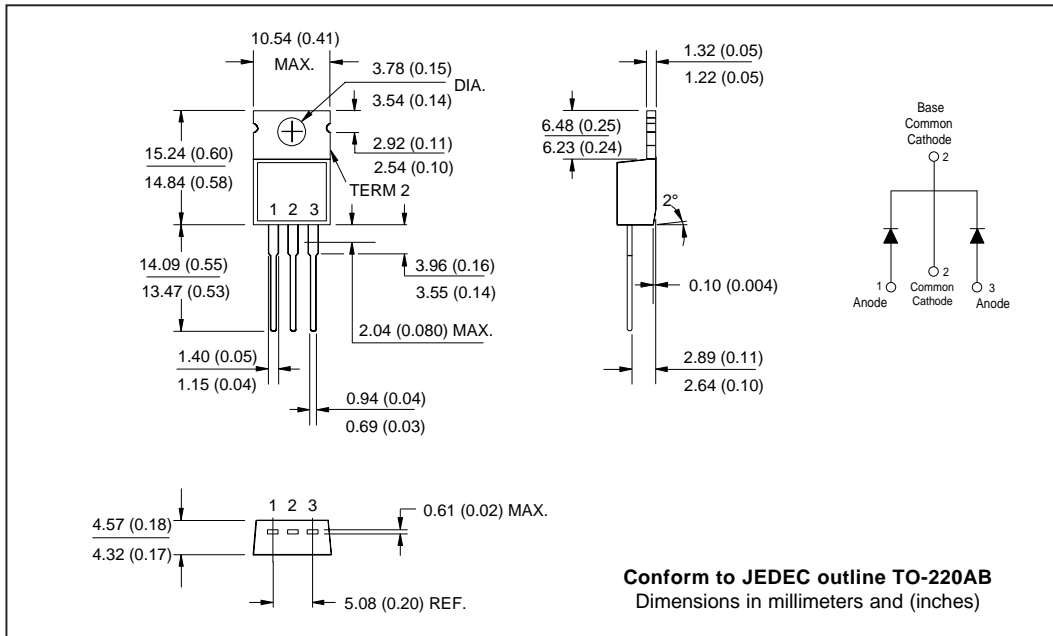 10.54 (0.41)
MAX.
3.78 (0.15)
DIA.
3.54 (0.14)
15.24 (0.60)
14.84 (0.58)
2.92 (0.11)
2.54 (0.10)
TERM 2
1 2 3
14.09 (0.55)
13.47 (0.53)
3.96 (0.16)
3.55 (0.14)
2.04 (0.080) MAX.
1.40 (0.05)
1.15 (0.04)
0.94 (0.04)
0.69 (0.03)
1.32 (0.05)
1.22 (0.05)
6.48 (0.25)
6.23 (0.24)
2°
0.10 (0.004)
2.89 (0.11)
2.64 (0.10)
Base
Common
Cathode
2
1
Anode
2
Common
Cathode
3
Anode
1 2 3
4.57 (0.18)
4.32 (0.17)
0.61 (0.02) MAX.
5.08 (0.20) REF.
Conform to JEDEC outline TO-220AB
Dimensions in millimeters and (inches)